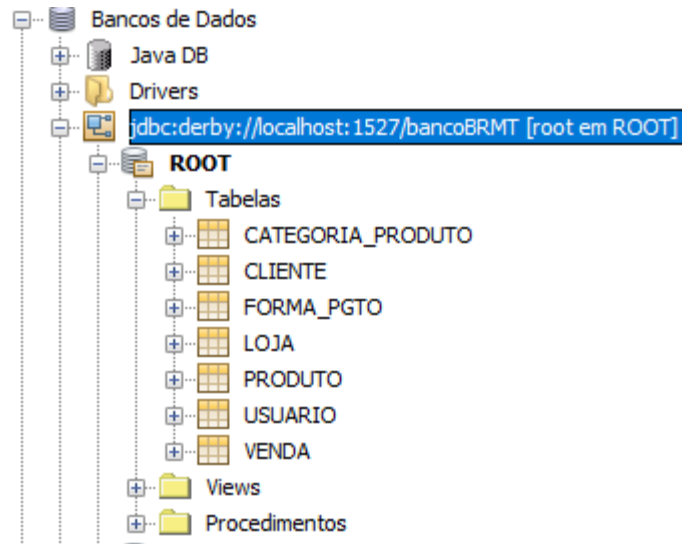 Bancos de Dados
Java DB
Drivers
jdbc:derby://localhost:1527/bancoBRMT [root em ROOT]
ROOT
Tabelas
CATEGORIA_PRODUTO
CLIENTE
FORMA_PGTO
LOJA
PRODUTO
USUARIO
VENDA
Views
Procedimentos